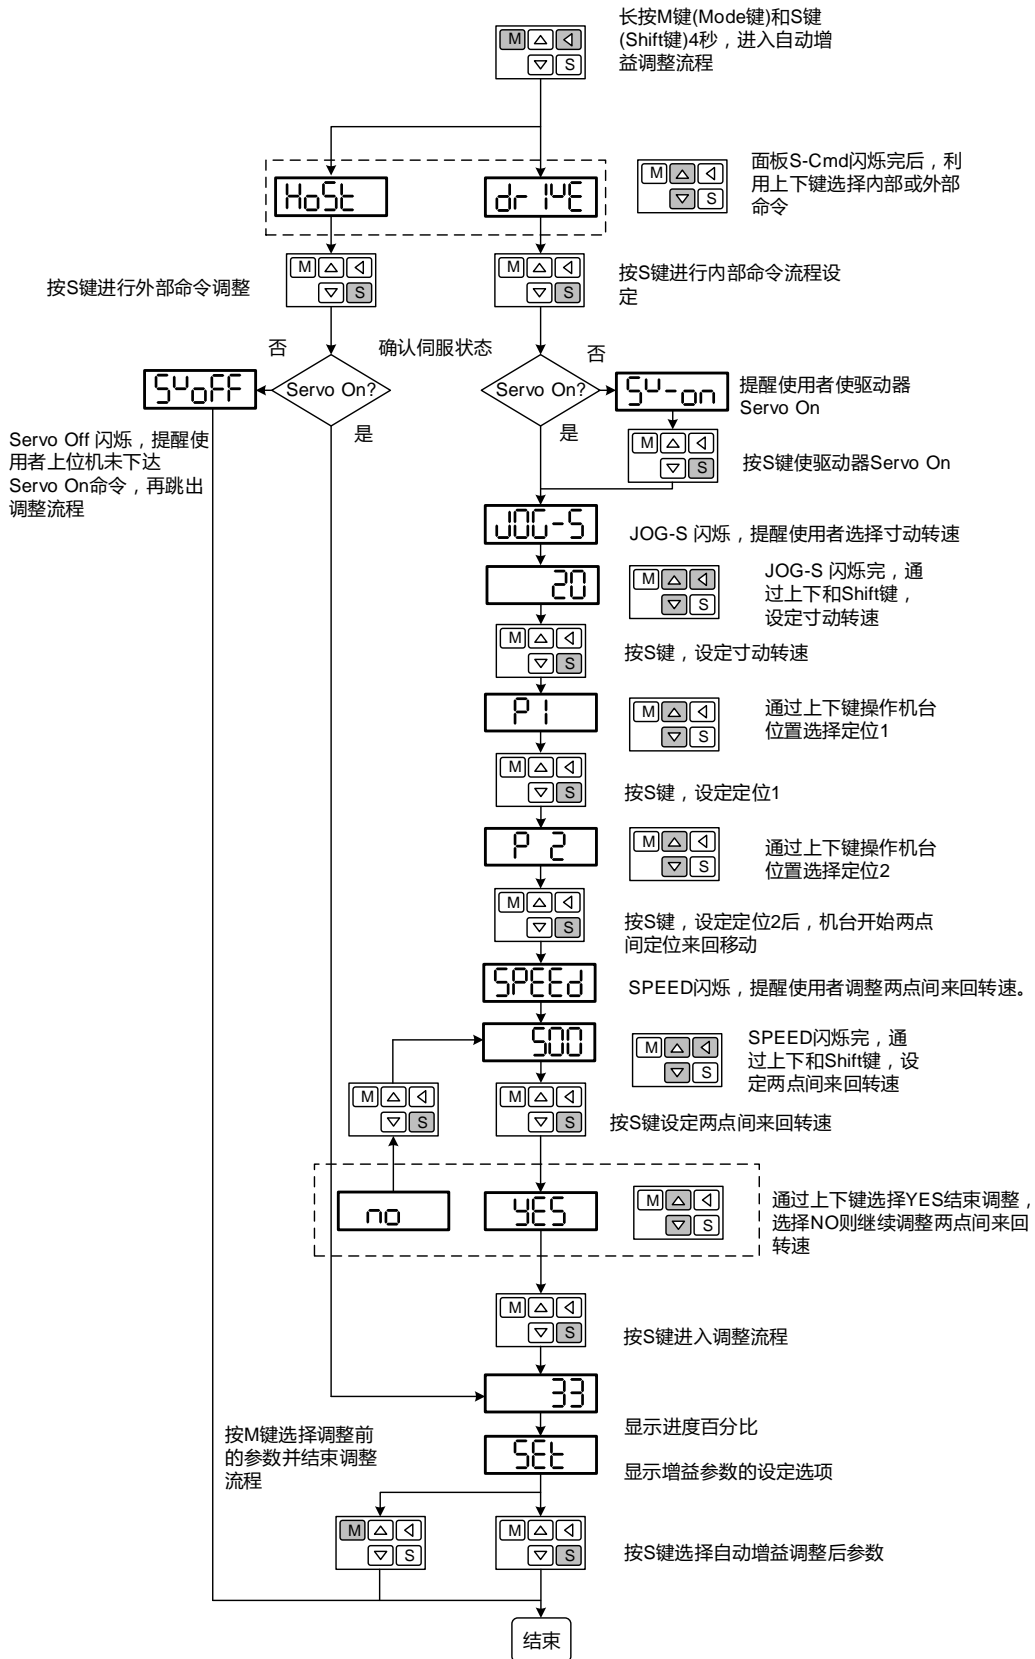 长按M键(Mode键)和S键
(Shift键)4秒，进入自动增
益调整流程
M
S
HoSt
drIvE
M
S
面板S-Cmd闪烁完后，利
用上下键选择内部或外部
命令
按S键进行外部命令调整
M
S
M
S
按S键进行内部命令流程设
定
确认伺服状态
否
否
SvoFF
Servo On?
Servo On?
Sv-on
提醒使用者使驱动器
Servo On
是
是
Servo Off 闪烁，提醒使
用者上位机未下达
Servo On命令，再跳出
调整流程
M
S
按S键使驱动器Servo On
JOG-S
JOG-S 闪烁，提醒使用者选择寸动转速
20
M
S
JOG-S 闪烁完，通
过上下和Shift键，
设定寸动转速
M
S
按S键，设定寸动转速
P1
M
S
通过上下键操作机台
位置选择定位1
M
S
按S键，设定定位1
P 2
M
S
通过上下键操作机台
位置选择定位2
M
S
按S键，设定定位2后，机台开始两点
间定位来回移动
SPEEd
SPEED闪烁，提醒使用者调整两点间来回转速。
500
M
S
SPEED闪烁完，通
过上下和Shift键，设
定两点间来回转速
M
S
M
S
按S键设定两点间来回转速
no
YES
M
S
通过上下键选择YES结束调整，
选择NO则继续调整两点间来回
转速
M
S
按S键进入调整流程
33
显示进度百分比
SEt
显示增益参数的设定选项
按M键选择调整前
的参数并结束调整
流程
M
S
M
S
按S键选择自动增益调整后参数
结束